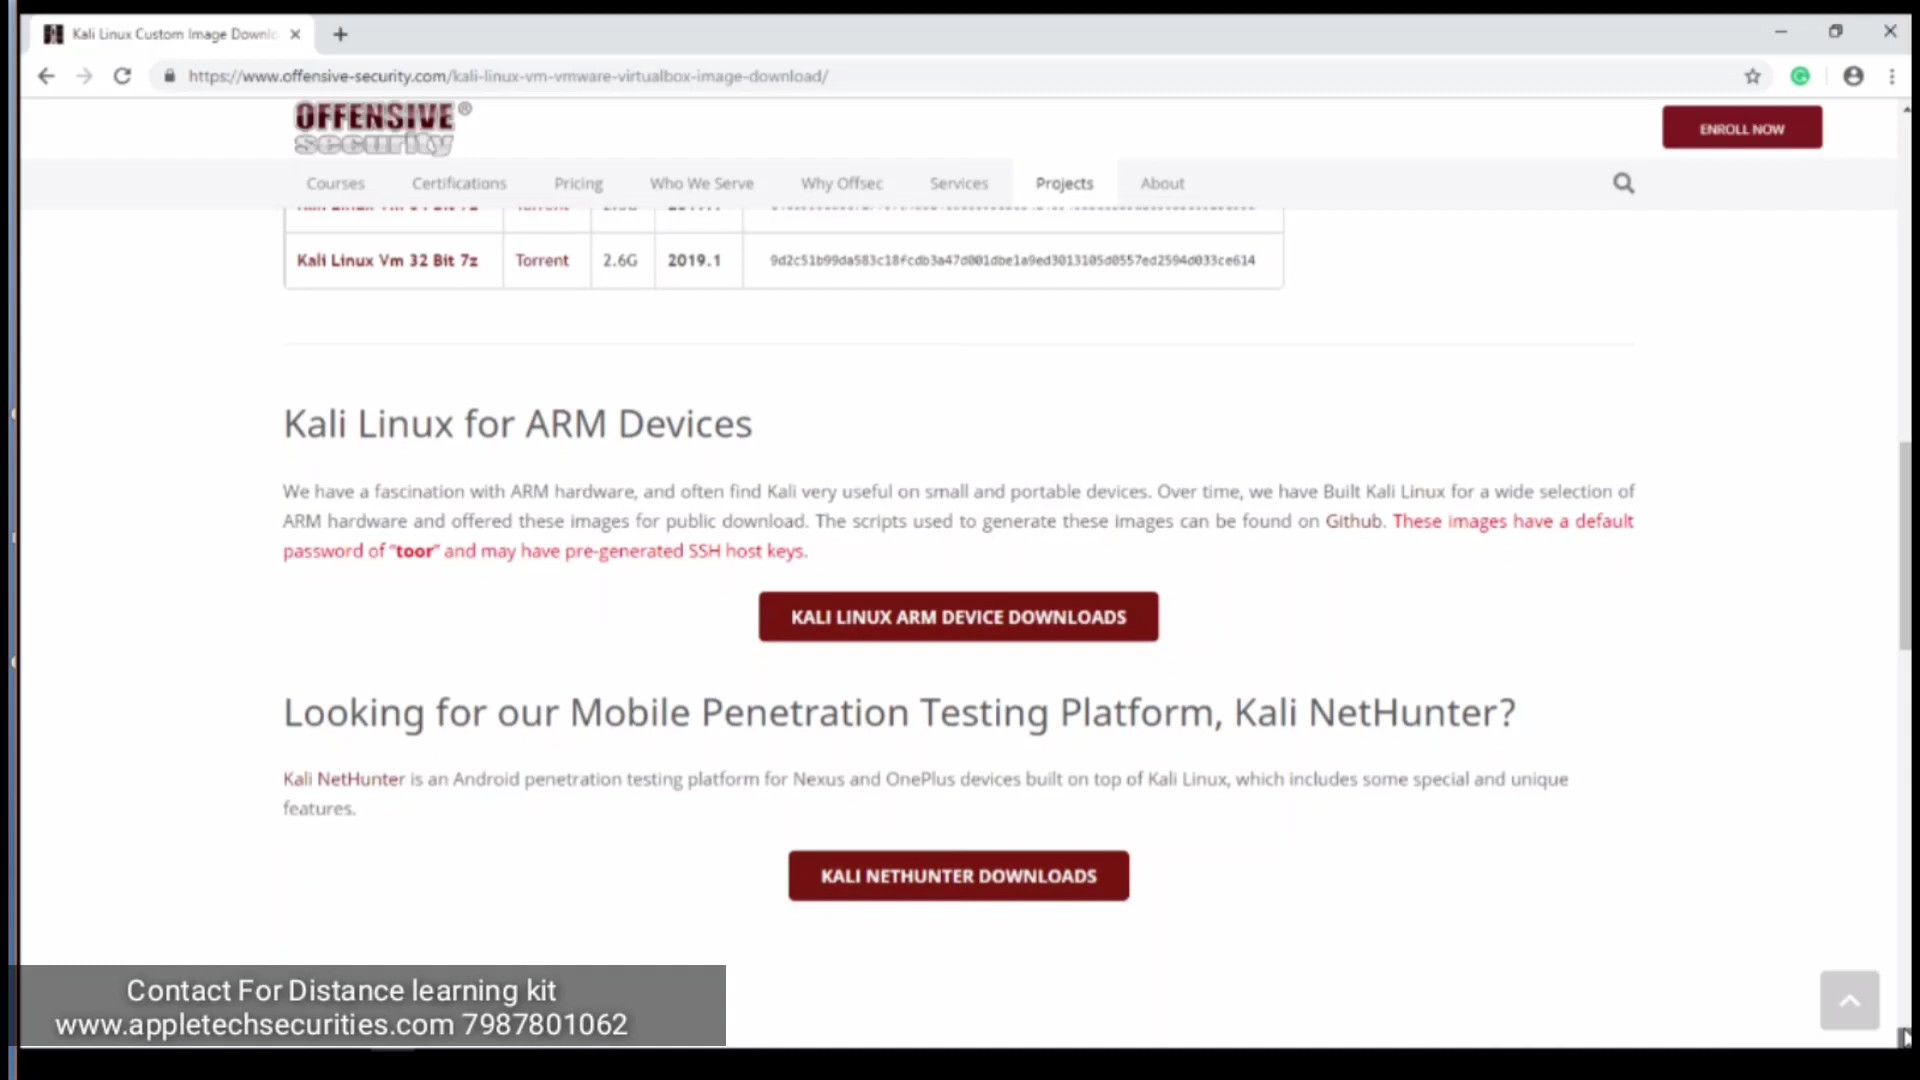 Kali Linux Custom Image Downlo
https://www.offensive-security.com/kali-linux-vm-vmware-virtualbox-image-download/
OFFENSIVE®
security
ENROLL NOW
Courses Certifications Pricing Who We Serve Why Offsec Services Projects About
Kali Linux Vm 32 Bit 7z Torrent 2.6G 2019.1 9d2c51b99da583c18fcdb3a47d001dbe1a9ed3013105d0557ed2594d033ce614
Kali Linux for ARM Devices
We have a fascination with ARM hardware, and often find Kali very useful on small and portable devices. Over time, we have Built Kali Linux for a wide selection of
ARM hardware and offered these images for public download. The scripts used to generate these images can be found on Github. These images have a default
password of "toor" and may have pre-generated SSH host keys.
KALI LINUX ARM DEVICE DOWNLOADS
Looking for our Mobile Penetration Testing Platform, Kali NetHunter?
Kali NetHunter is an Android penetration testing platform for Nexus and OnePlus devices built on top of Kali Linux, which includes some special and unique
features.
KALI NETHUNTER DOWNLOADS
Contact For Distance learning kit
www.appletechsecurities.com 7987801062